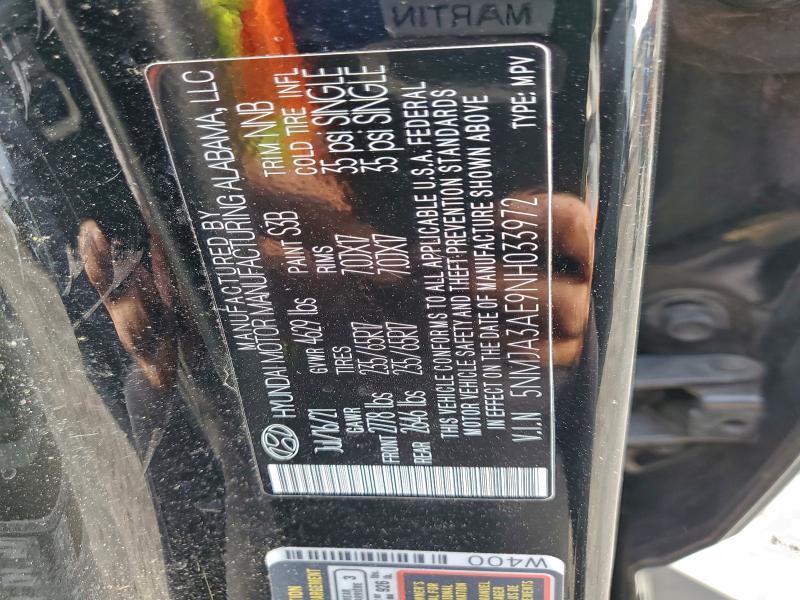 MARTIN
MANUFACTURED BY
HYUNDAI MOTOR MANUFACTURING ALABAMA, LLC
JUL/16/21 GVWR 4629 lbs PAINT S3B TRIM NNB
GAWR TIRES RIMS COLD TIRE INFL
FRONT 2778 lbs 235/65R17 7.0JX17 35 psi SINGLE
REAR 2646 lbs 235/65R17 7.0JX17 35 psi SINGLE
THIS VEHICLE CONFORMS TO ALL APPLICABLE U.S.A. FEDERAL
MOTOR VEHICLE SAFETY AND THEFT PREVENTION STANDARDS
IN EFFECT ON THE DATE OF MANUFACTURE SHOWN ABOVE
V.I.N 5NMJA3AE9NH033972 TYPE: MPV
W400
3
926